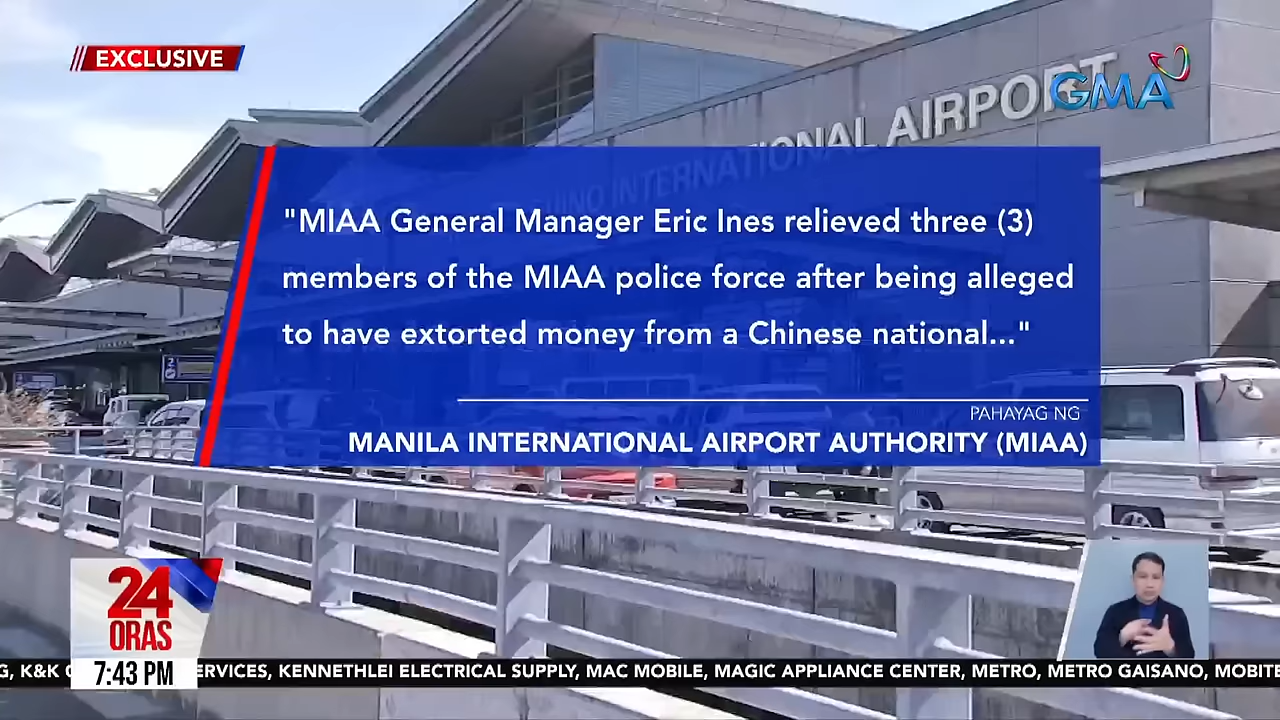 EXCLUSIVE
GMA
INTERNATIONAL AIRPORT
"MIAA General Manager Eric Ines relieved three (3)
members of the MIAA police force after being alleged
to have extorted money from a Chinese national..."
PAHAYAG NG
MANILA INTERNATIONAL AIRPORT AUTHORITY (MIAA)
24
ORAS
7:43 PM
G, K&K
ERVICES, KENNETHLEI ELECTRICAL SUPPLY, MAC MOBILE, MAGIC APPLIANCE CENTER, METRO, METRO GAISANO, MOBITE